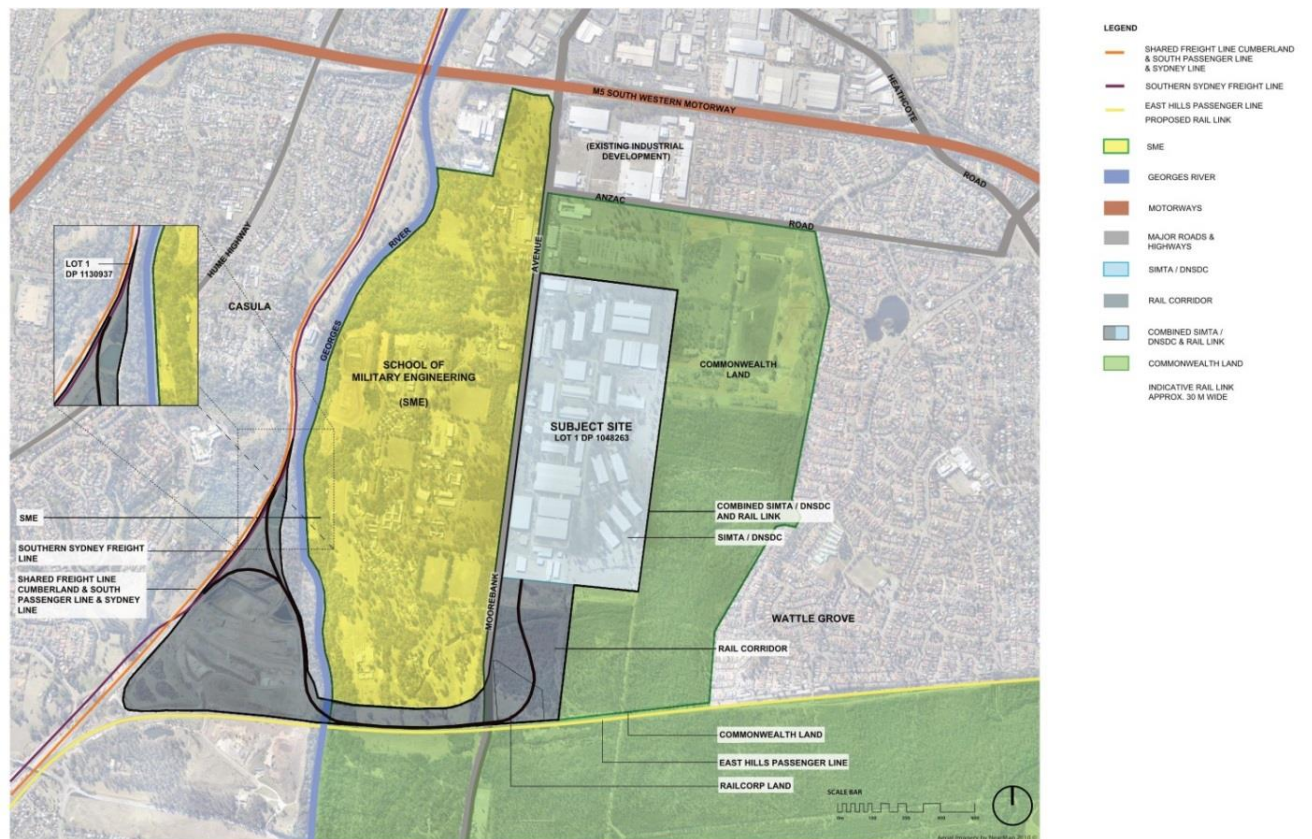 M5 SOUTH WESTERN MOTORWAY
HEATHCOTE
ROAD
(EXISTING INDUSTRIAL
DEVELOPMENT)
ANZAC
ROAD
HUME HIGHWAY
LOT 1
DP 1130937
CASULA
RIVER
GEORGES
AVENUE
MOOREBANK
SCHOOL OF
MILITARY ENGINEERING
(SME)
COMMONWEALTH
LAND
SUBJECT SITE
LOT 1 DP 1048263
SME
SOUTHERN SYDNEY FREIGHT
LINE
SHARED FREIGHT LINE
CUMBERLAND & SOUTH
PASSENGER LINE & SYDNEY
LINE
COMBINED SIMTA / DNSDC
AND RAIL LINK
SIMTA / DNSDC
WATTLE GROVE
RAIL CORRIDOR
COMMONWEALTH LAND
EAST HILLS PASSENGER LINE
RAILCORP LAND
SCALE BAR
LEGEND
SHARED FREIGHT LINE CUMBERLAND
& SOUTH PASSENGER LINE
& SYDNEY LINE
SOUTHERN SYDNEY FREIGHT LINE
EAST HILLS PASSENGER LINE
PROPOSED RAIL LINK
SME
GEORGES RIVER
MOTORWAYS
MAJOR ROADS &
HIGHWAYS
SIMTA / DNSDC
RAIL CORRIDOR
COMBINED SIMTA /
DNSDC & RAIL LINK
COMMONWEALTH LAND
INDICATIVE RAIL LINK
APPROX. 30 M WIDE